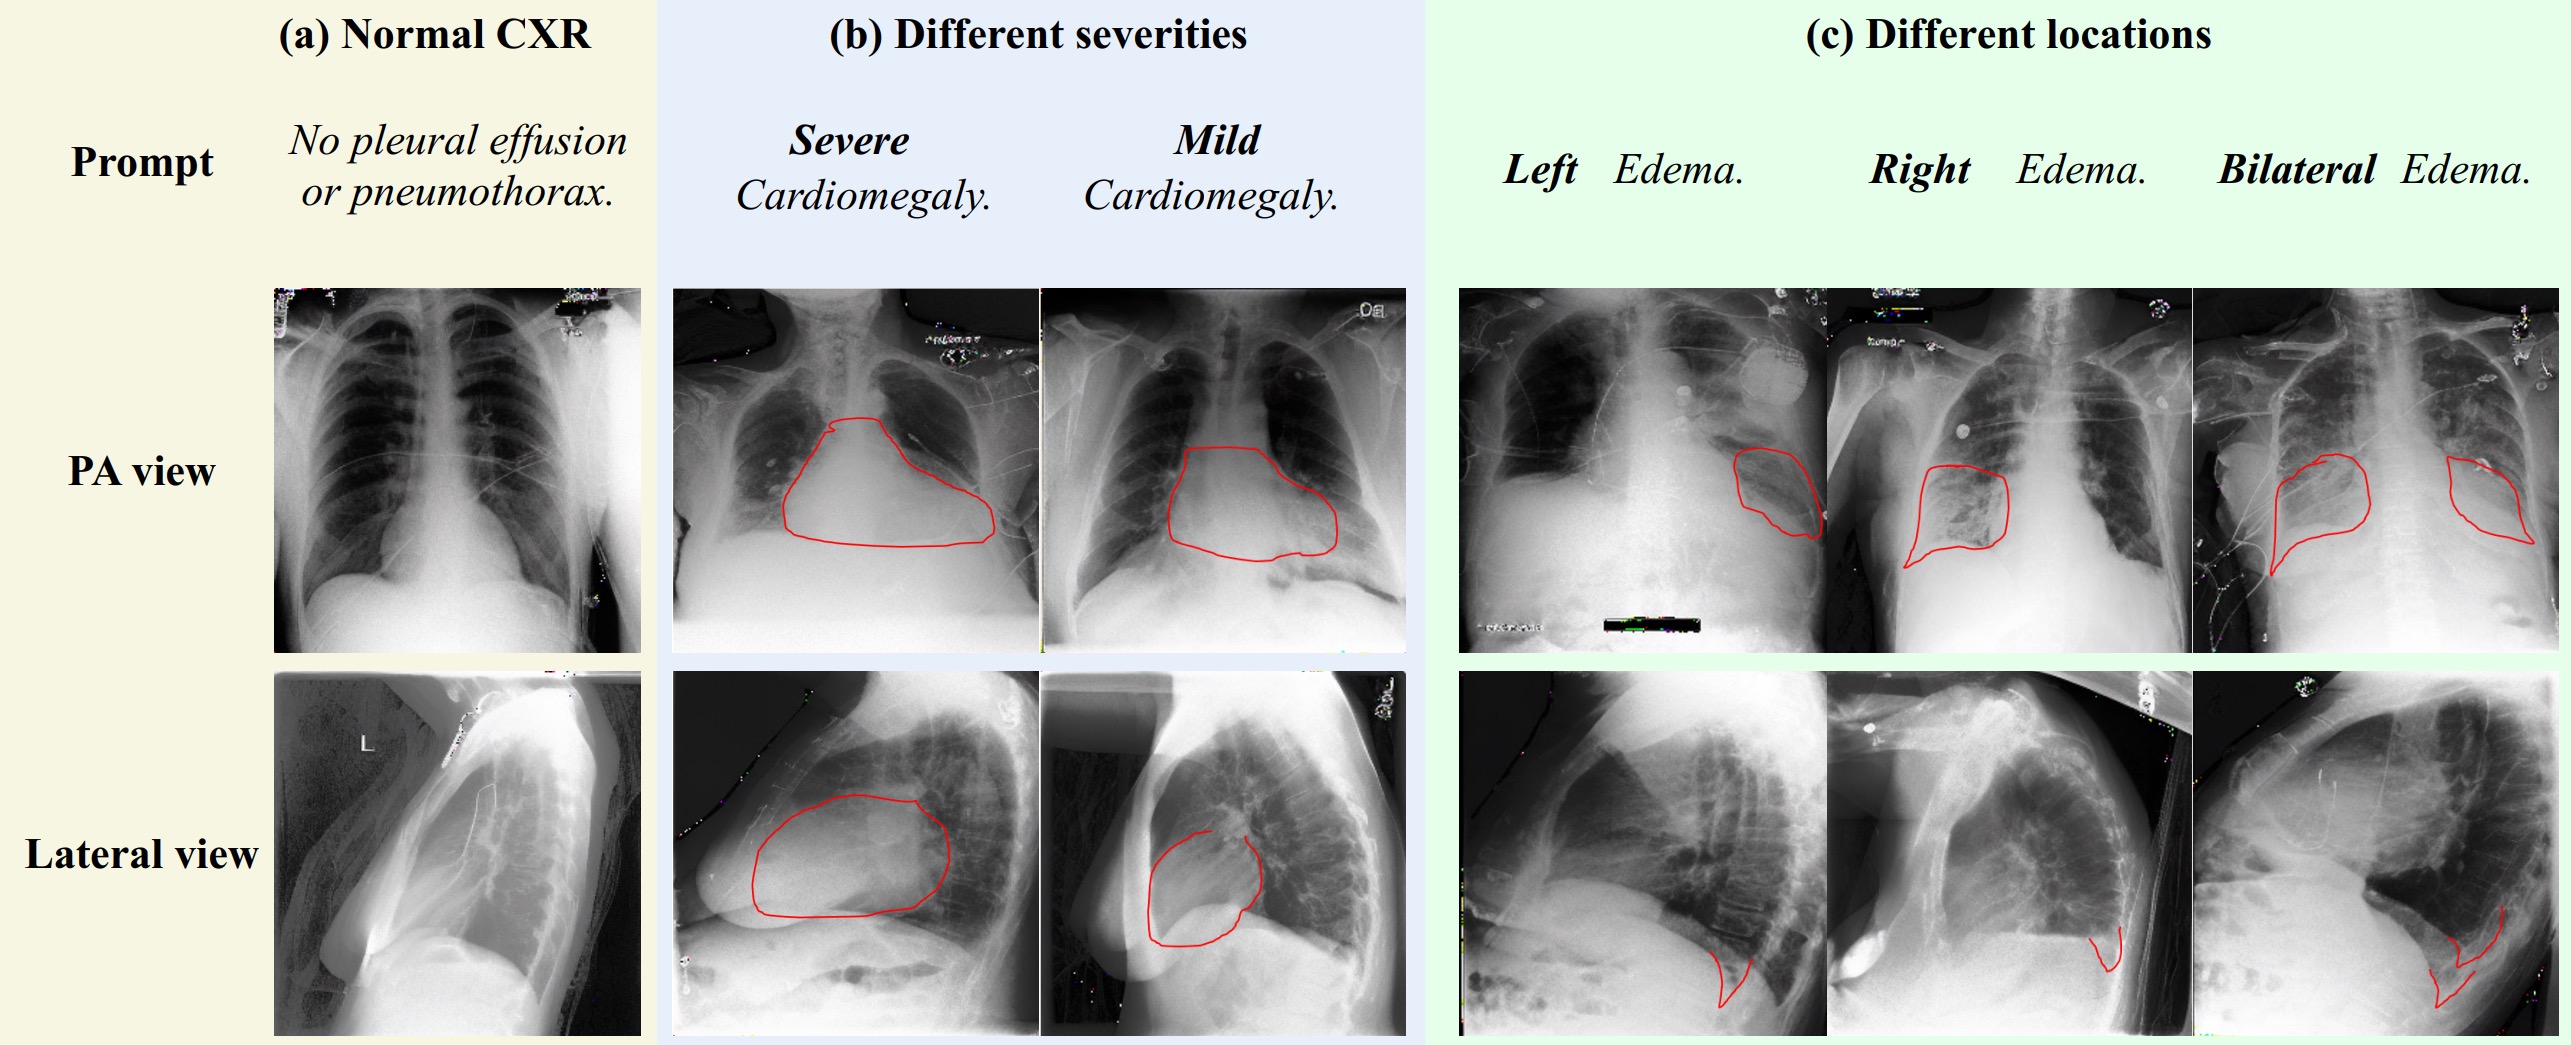 (a) Normal CXR
(b) Different severities
(c) Different locations
Prompt
No pleural effusion
or pneumothorax.
Severe
Cardiomegaly.
Mild
Cardiomegaly.
Left Edema.
Right Edema.
Bilateral Edema.
PA view
Lateral view
L